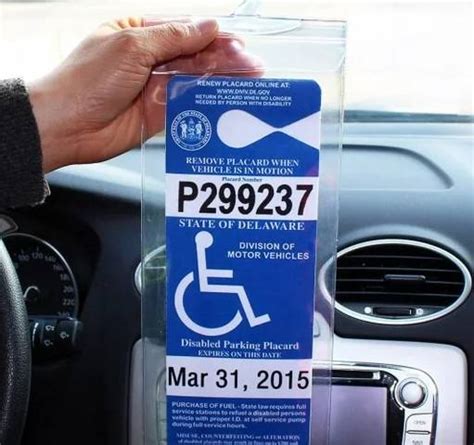 RENEW PLACARD ONLINE AT:
WWW.DMV.DE.GOV
RETURN PLACARD WHEN NO LONGER
NEEDED BY PERSON WITH DISABILITY
REMOVE PLACARD WHEN
VEHICLE IS IN MOTION
Placard Number
P299237
STATE OF DELAWARE
DIVISION OF
MOTOR VEHICLES
Disabled Parking Placard
EXPIRES ON THIS DATE
Mar 31, 2015
PURCHASE OF FUEL - State law requires full
service stations to refuel a disabled persons
vehicle with proper I.D. at self service pump
during full service hours.
MISUSE, COUNTERFEITING or ALTERATION